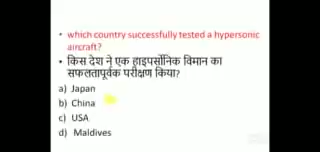 which country successfully tested a hypersonic
aircraft?
किस देश ने एक हाइपर्सोनिक विमान का
सफलतापूर्वक परीक्षण किया?
a) Japan
b) China
c) USA
d) Maldives